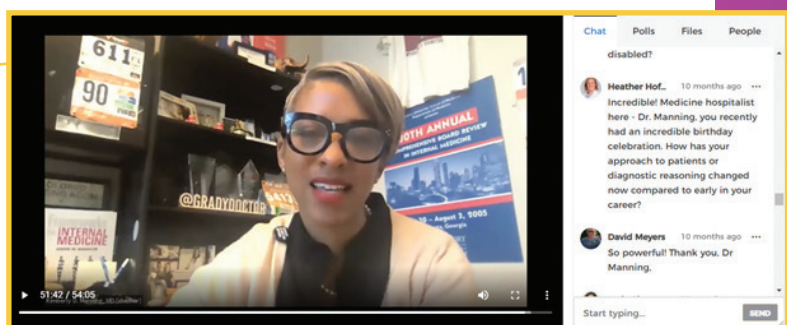 611
90
@GRADYDOCTOR
INTERNAL
MEDICINE
ANNUAL
COMPREHENSIVE BOARD REVIEW
IN INTERNAL MEDICINE
August 3, 2005
Georgia
51:42 / 54:05
Chat Polls Files People
disabled?
Heather Hof... 10 months ago
Incredible! Medicine hospitalist
here - Dr. Manning, you recently
had an incredible birthday
celebration. How has your
approach to patients or
diagnostic reasoning changed
now compared to early in your
career?
David Meyers 10 months ago
So powerful! Thank you, Dr
Manning,
Start typing... SEND